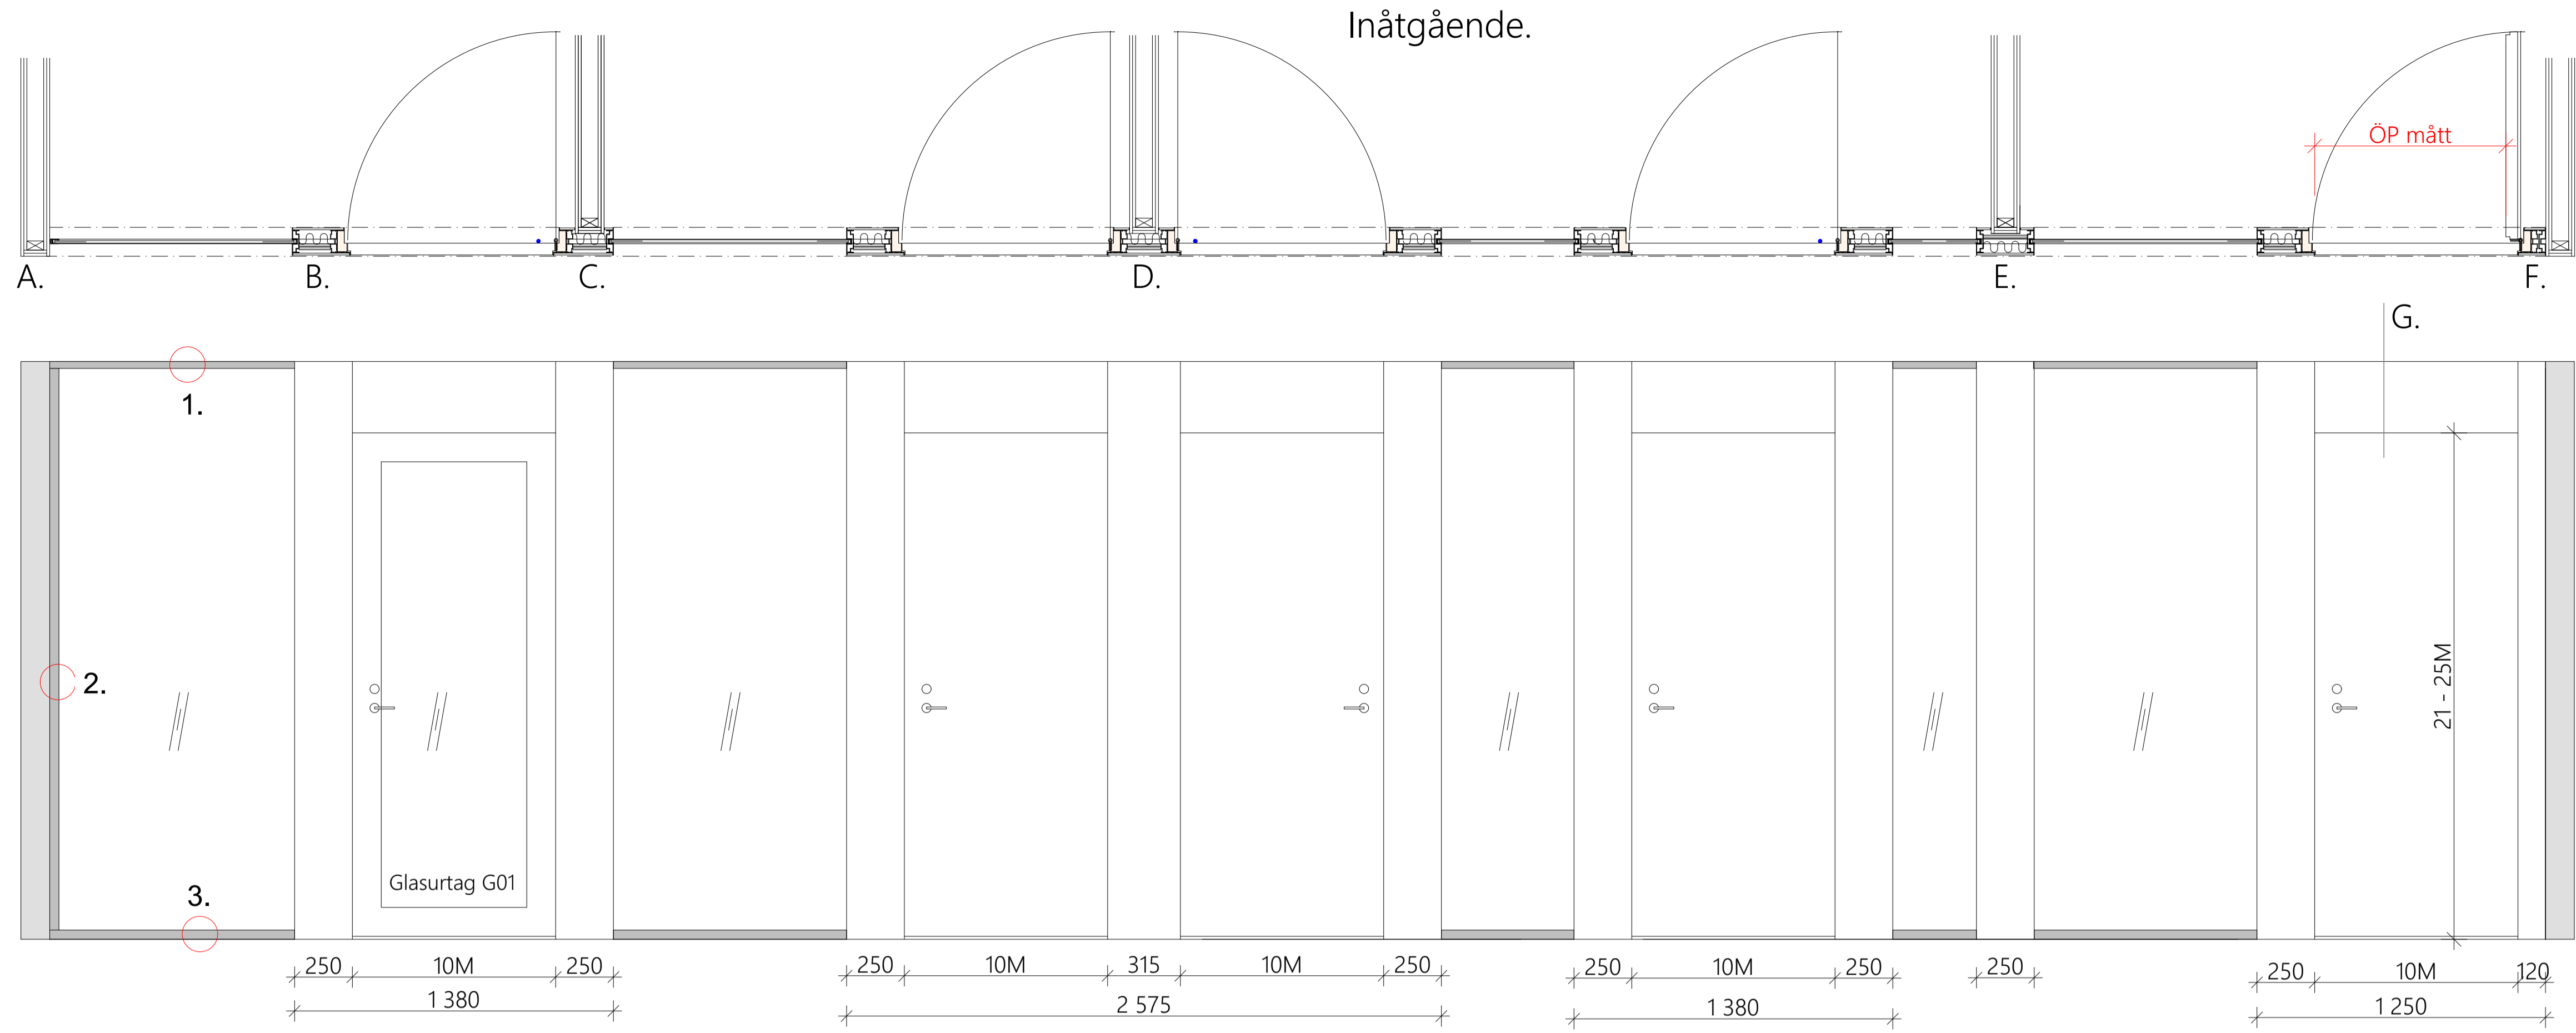 Inåtgående.
ÖP mått
A.
B.
C.
D.
E.
F.
G.
1.
2.
3.
Glasurtag G01
21 - 25M
250
10M
250
250
10M
315
10M
250
250
10M
250
250
250
10M
120
1 380
2 575
1 380
1 250